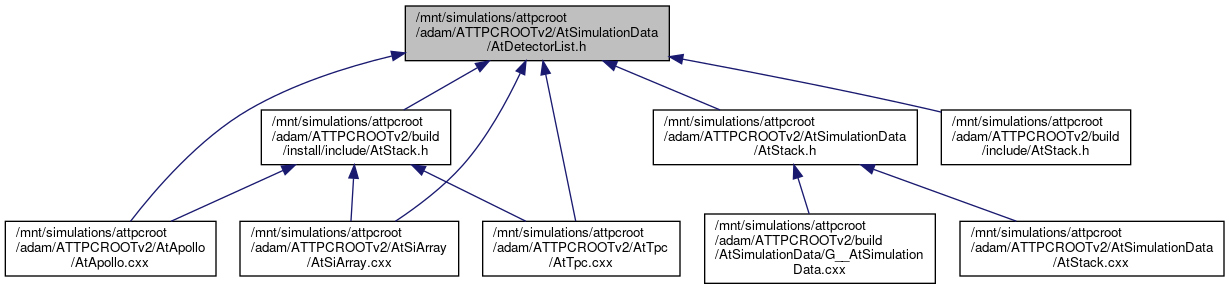 /mnt/simulations/attpcroot
/adam/ATTPCROOTv2/AtSimulationData
/AtDetectorList.h
/mnt/simulations/attpcroot
/adam/ATTPCROOTv2/build
/install/include/AtStack.h
/mnt/simulations/attpcroot
/adam/ATTPCROOTv2/AtSimulationData
/AtStack.h
/mnt/simulations/attpcroot
/adam/ATTPCROOTv2/build
include/AtStack.h
/mnt/simulations/attpcroot
/adam/ATTPCROOTv2/AtApollo
/AtApollo.cxx
/mnt/simulations/attpcroot
/adam/ATTPCROOTv2/AtSiArray
/AtSiArray.cxx
/mnt/simulations/attpcroot
/adam/ATTPCROOTv2/AtTpc
/AtTpc.cxx
/mnt/simulations/attpcroot
/adam/ATTPCROOTv2/build
/AtSimulationData/G__AtSimulation
Data.cxx
/mnt/simulations/attpcroot
/adam/ATTPCROOTv2/AtSimulationData
/AtStack.cxx